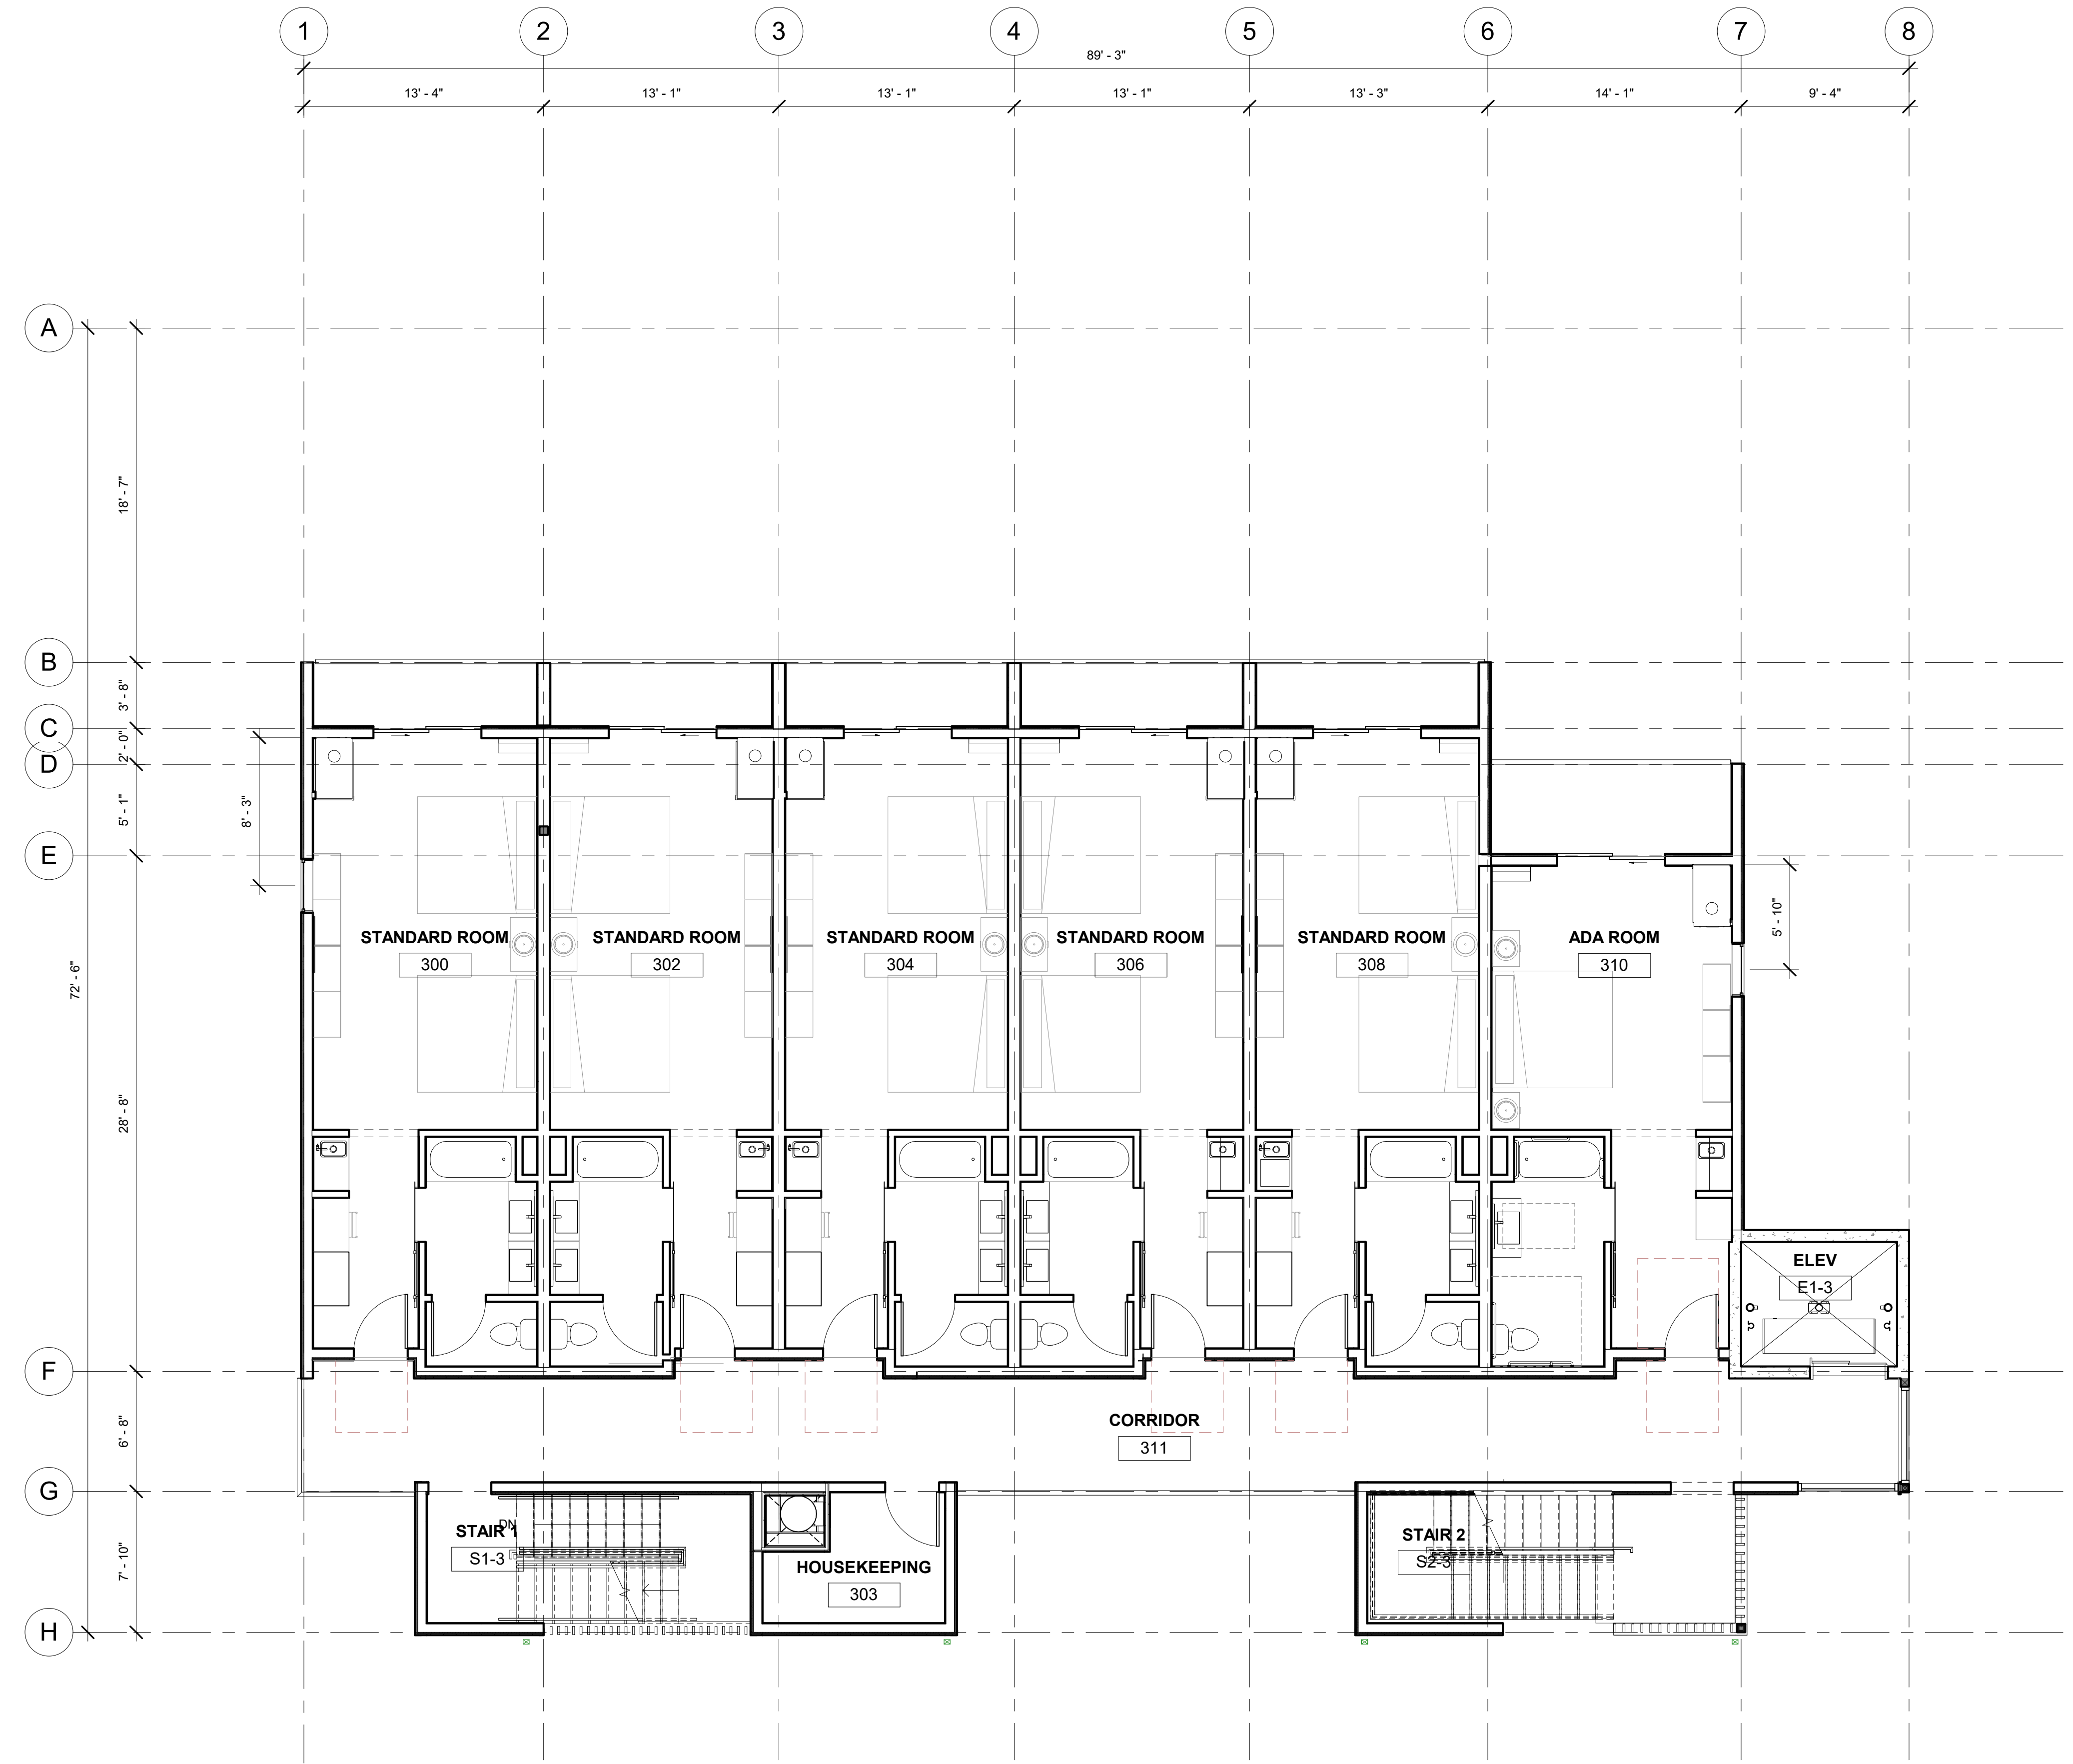 1 2 3 4 5 6 7 8
89' - 3"
13' - 4" 13' - 1" 13' - 1" 13' - 1" 13' - 3" 14' - 1" 9' - 4"
A
18' - 7"
B
3' - 8"
C
2' - 0"
D
5' - 1"
8' - 3"
E
5' - 10"
STANDARD ROOM STANDARD ROOM STANDARD ROOM STANDARD ROOM STANDARD ROOM ADA ROOM
300 302 304 306 308 310
72' - 6"
28' - 8"
ELEV
E1-3
F
6' - 8"
CORRIDOR
311
G
STAIR 1 DN STAIR 2
S1-3 S2-3
7' - 10"
HOUSEKEEPING
303
H